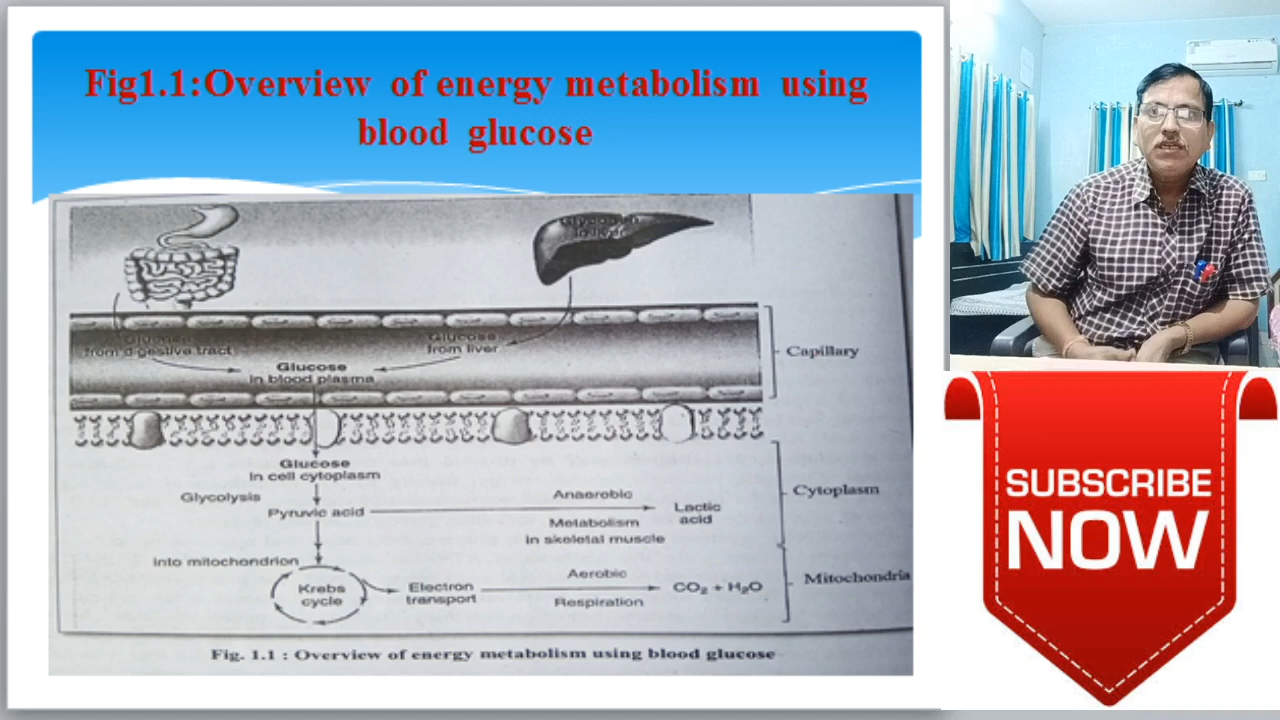 Fig1.1:Overview of energy metabolism using
blood glucose
from digestive tract
Glucose
from liver
Glucose
in blood plasma
Capillary
Glucose
in cell cytoplasm
Glycolysis
Pyruvic acid
Anaerobic
Metabolism
in skeletal muscle
Lactic
acid
Cytoplasm
into mitochondrion
Krebs
cycle
Electron
transport
Aerobic
Respiration
CO₂ + H₂O
Mitochondria
Fig. 1.1 : Overview of energy metabolism using blood glucose
SUBSCRIBE
NOW